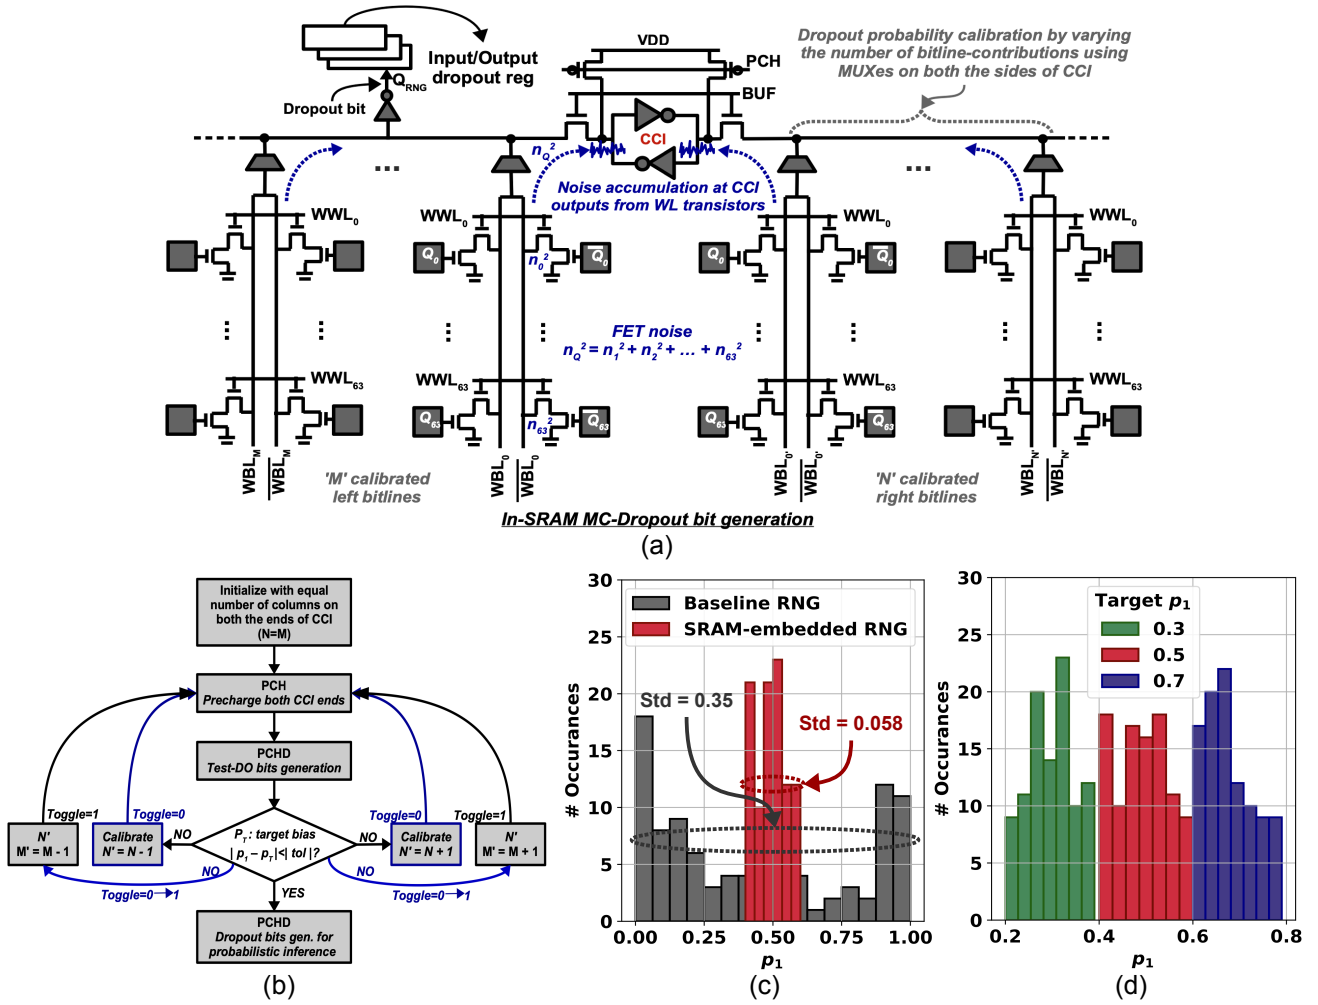 Input/Output
dropout reg
Q_RNG
Dropout bit
VDD
PCH
BUF
CCI
Dropout probability calibration by varying
the number of bitline-contributions using
MUXes on both the sides of CCI
n_Q^2
...
...
Noise accumulation at CCI
outputs from WL transistors
WWL_0
WWL_0
WWL_0
WWL_0
Q_0
n_0^2
Q̅_0
Q_0
Q̅_0
FET noise
n_Q^2 = n_1^2 + n_2^2 + ... + n_63^2
WWL_63
WWL_63
WWL_63
WWL_63
Q_63
n_63^2
Q̅_63
Q_63
Q̅_63
WBL_M
W̅B̅L̅_M
WBL_0
W̅B̅L̅_0
WBL_0'
W̅B̅L̅_0'
WBL_N'
W̅B̅L̅_N'
'M' calibrated
left bitlines
'N' calibrated
right bitlines
In-SRAM MC-Dropout bit generation
(a)
Initialize with equal
number of columns on
both the ends of CCI
(N=M)
PCH
Precharge both CCI ends
PCHD
Test-DO bits generation
Toggle=1
Toggle=0
Toggle=0
Toggle=1
N'
M' = M - 1
Calibrate
N' = N - 1
NO
P_T : target bias
| p_1 – p_T |<| tol |?
NO
Calibrate
N' = N + 1
N'
M' = M + 1
NO
NO
Toggle=0→1
YES
Toggle=0→1
PCHD
Dropout bits gen. for
probabilistic inference
(b)
30
25
20
15
10
5
0
# Occurances
Baseline RNG
SRAM-embedded RNG
Std = 0.35
Std = 0.058
0.00
0.25
0.50
0.75
1.00
p_1
(c)
30
25
20
15
10
5
0
# Occurances
Target p_1
0.3
0.5
0.7
0.2
0.4
0.6
0.8
p_1
(d)